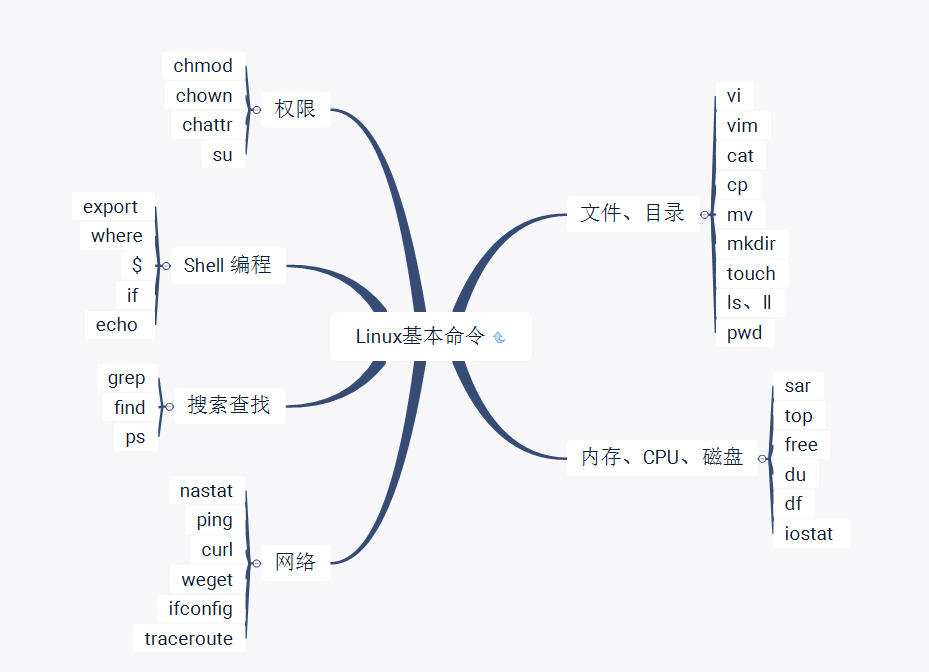 Linux基本命令
权限
chmod
chown
chattr
su
Shell 编程
export
where
$
if
echo
搜索查找
grep
find
ps
网络
nastat
ping
curl
weget
ifconfig
traceroute
文件、目录
vi
vim
cat
cp
mv
mkdir
touch
ls、ll
pwd
内存、CPU、磁盘
sar
top
free
du
df
iostat